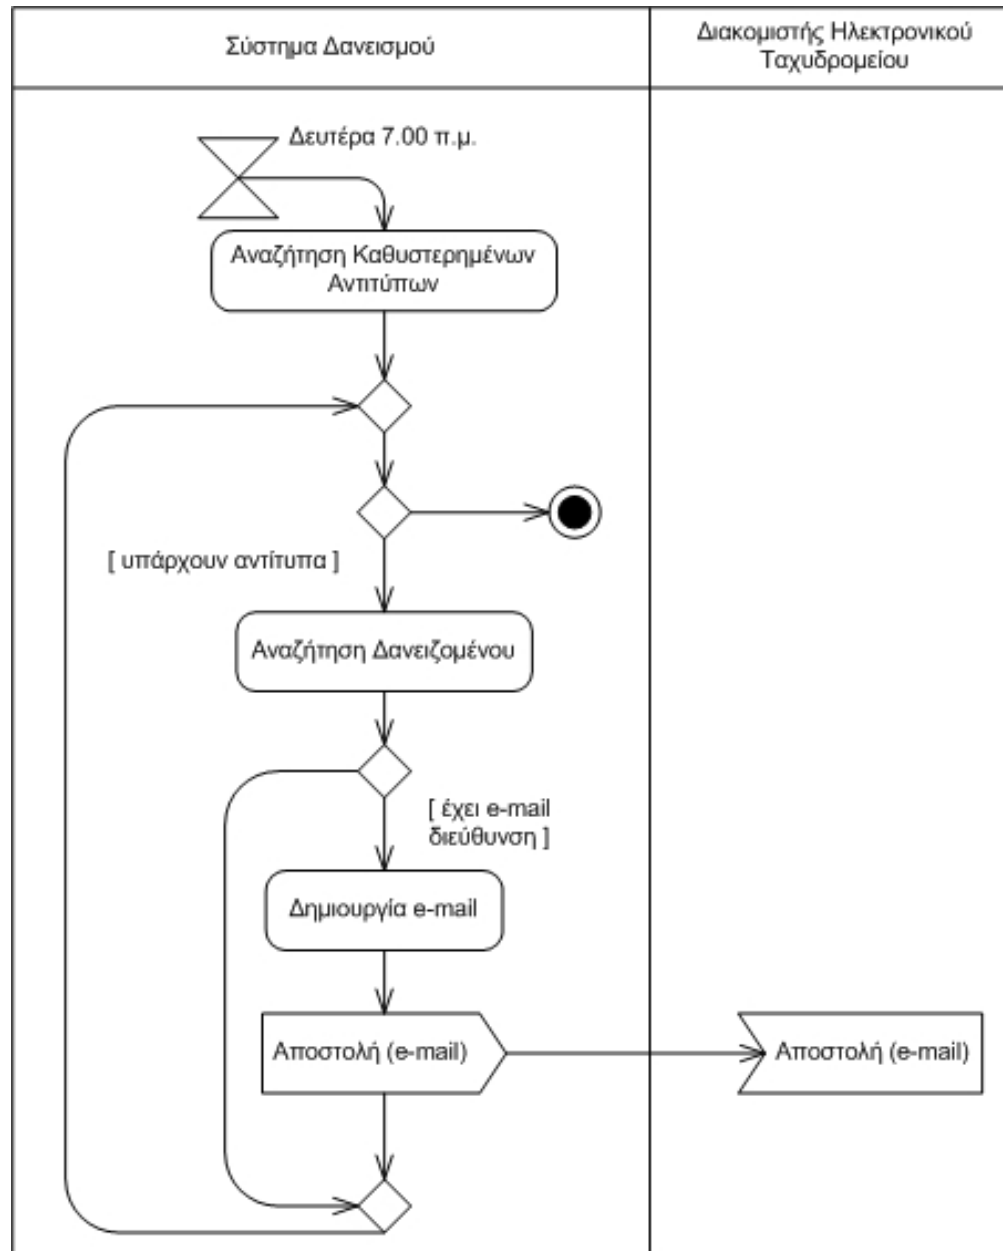 Σύστημα Δανεισμού
Διακομιστής Ηλεκτρονικού
Ταχυδρομείου
Δευτέρα 7.00 π.μ.
Αναζήτηση Καθυστερημένων
Αντιτύπων
[ υπάρχουν αντίτυπα ]
Αναζήτηση Δανειζομένου
[ έχει e-mail
διεύθυνση ]
Δημιουργία e-mail
Αποστολή (e-mail)
Αποστολή (e-mail)